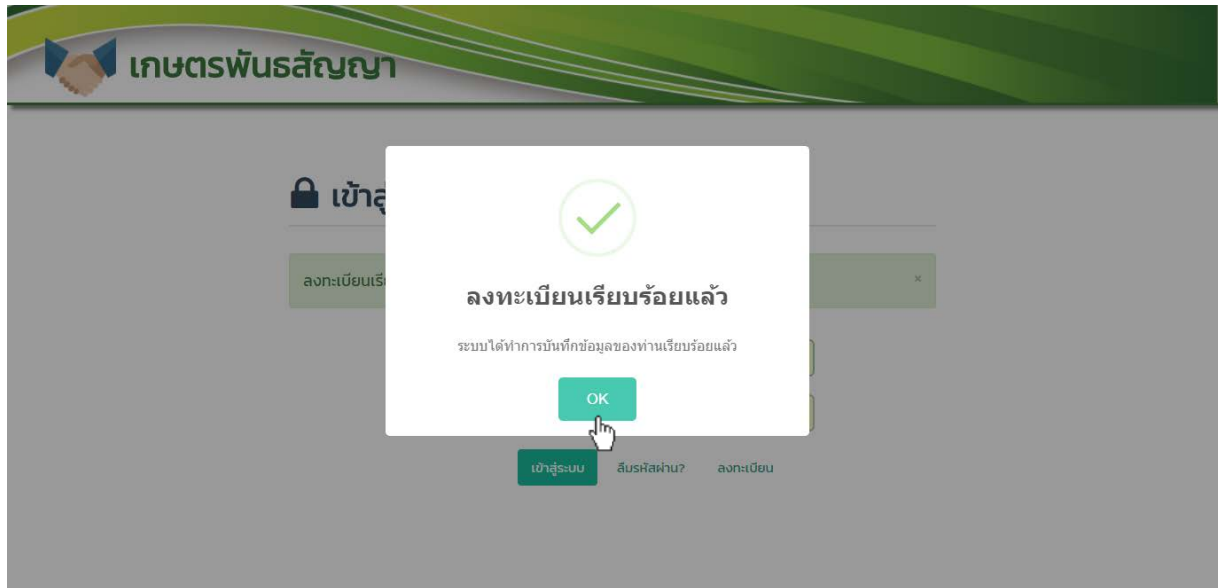 เกษตรพันธสัญญา
ลงทะเบียนเรียบร้อยแล้ว
ระบบได้ทำการบันทึกข้อมูลของท่านเรียบร้อยแล้ว
OK
เข้าสู่ระบบ ลืมรหัสผ่าน? ลงทะเบียน